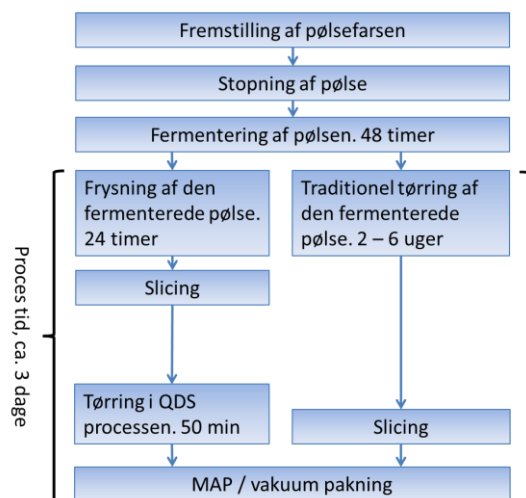 Fremstilling af pølsefarsen
Stopning af pølse
Fermentering af pølsen. 48 timer
Frysning af den
fermenterede pølse.
24 timer
Traditionel tørring af
den fermenterede
pølse. 2 – 6 uger
Slicing
Proces tid, ca. 3 dage
Tørring i QDS
processen. 50 min
Slicing
MAP / vakuum pakning